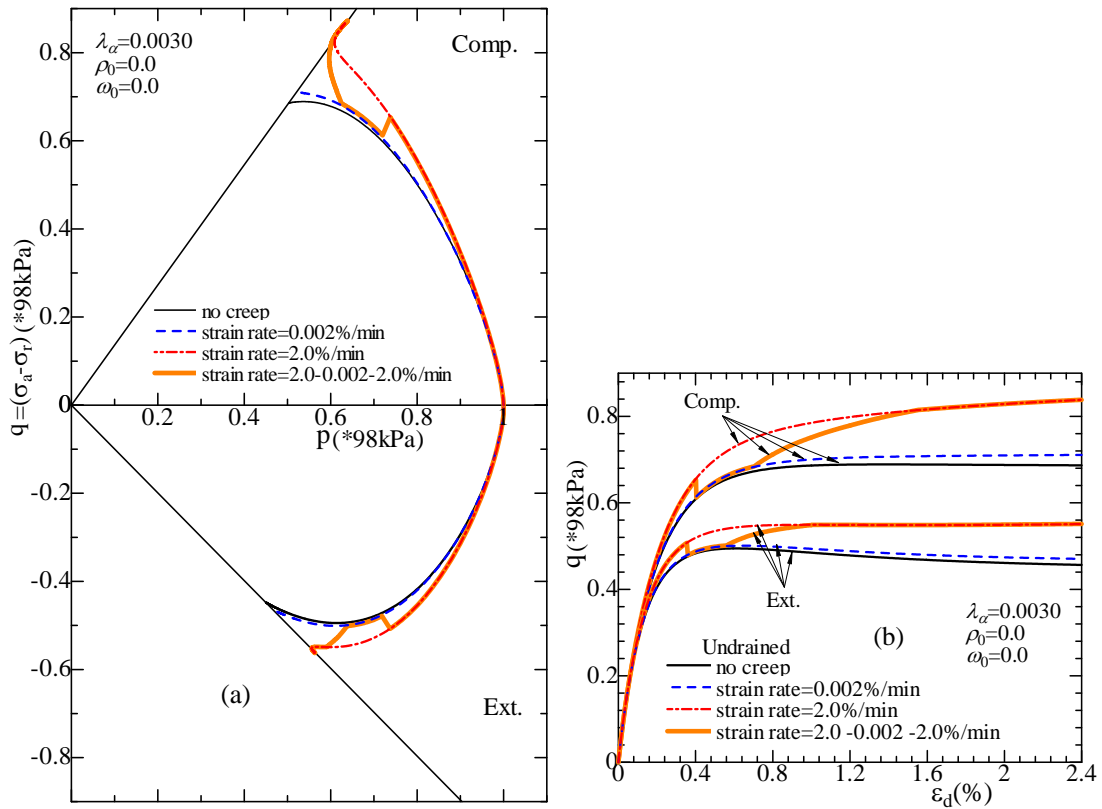 0.8
0.6
0.4
0.2
0
-0.2
-0.4
-0.6
-0.8
q=(σa-σr)(*98kPa)
λα=0.0030
ρ0=0.0
ω0=0.0
Comp.
no creep
strain rate=0.002%/min
strain rate=2.0%/min
strain rate=2.0-0.002-2.0%/min
0.2
0.4
0.6
0.8
1
p(*98kPa)
(a)
Ext.
0.8
0.6
0.4
0.2
0
q(*98kPa)
Comp.
Ext.
(b)
λα=0.0030
ρ0=0.0
ω0=0.0
Undrained
no creep
strain rate=0.002%/min
strain rate=2.0%/min
strain rate=2.0 -0.002 -2.0%/min
0
0.4
0.8
1.2
1.6
2
2.4
εd(%)